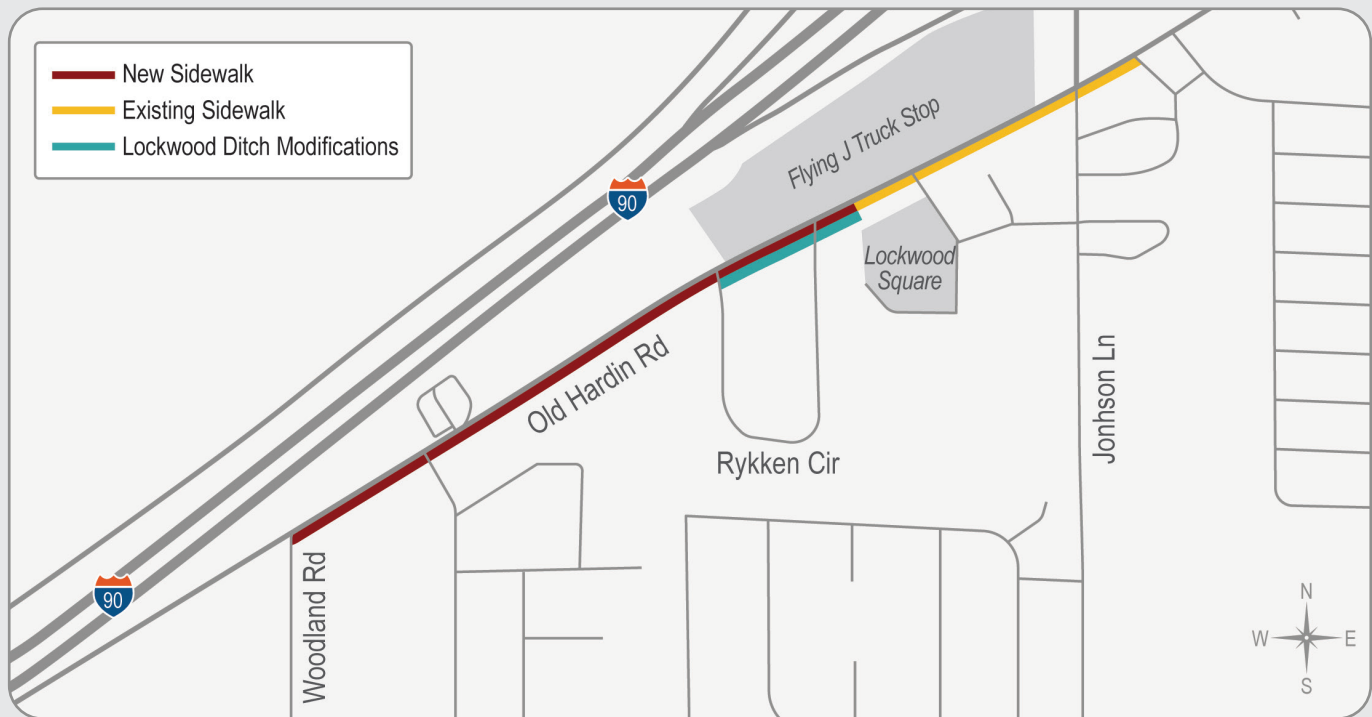 New Sidewalk
Existing Sidewalk
Lockwood Ditch Modifications
90
Flying J Truck Stop
Lockwood
Square
Old Hardin Rd
Rykken Cir
Jonhson Ln
90
Woodland Rd
N
W
E
S